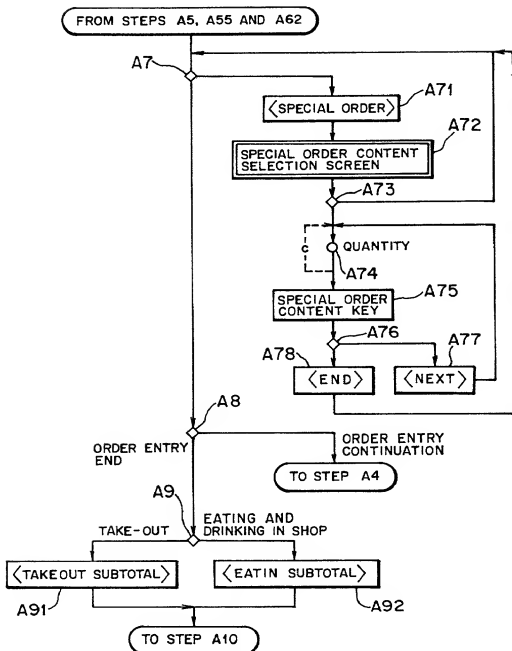 FROM STEPS A5, A55 AND A62
A7
<SPECIAL ORDER>
A71
A72
SPECIAL ORDER CONTENT
SELECTION SCREEN
A73
C
QUANTITY
A74
SPECIAL ORDER
CONTENT KEY
A75
A76
A77
A78
<END>
<NEXT>
A8
ORDER ENTRY
END
ORDER ENTRY
CONTINUATION
TO STEP A4
A9
TAKE-OUT
EATING AND
DRINKING IN SHOP
<TAKEOUT SUBTOTAL>
<EATIN SUBTOTAL>
A91
A92
TO STEP A10